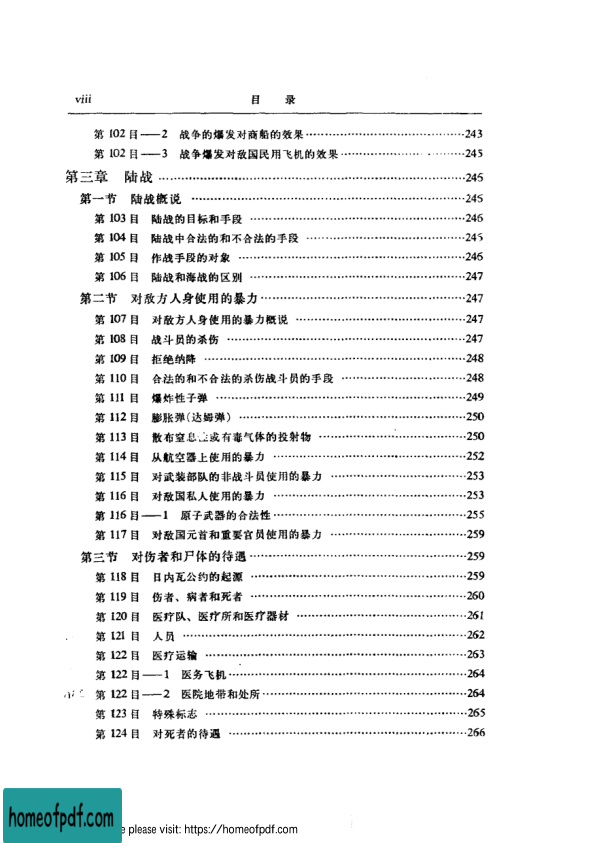 viii 目 录
第 102 目——2 战争的爆发对商船的效果……………………243
第 102 目——3 战争爆发对敌国民用飞机的效果……………………245
第三章 陆战……………………245
第一节 陆战概说……………………245
第 103 目 陆战的目标和手段……………………246
第 104 目 陆战中合法的和不合法的手段……………………245
第 105 目 作战手段的对象……………………246
第 106 目 陆战和海战的区别……………………247
第二节 对敌方人身使用的暴力……………………247
第 107 目 对敌方人身使用的暴力概说……………………247
第 108 目 战斗员的杀伤……………………247
第 109 目 拒绝纳降……………………248
第 110 目 合法的和不合法的杀伤战斗员的手段……………………248
第 111 目 爆炸性子弹……………………249
第 112 目 膨胀弹(达姆弹)……………………250
第 113 目 散布窒息性或有毒气体的投射物……………………250
第 114 目 从航空器上使用的暴力……………………252
第 115 目 对武装部队的非战斗员使用的暴力……………………253
第 116 目 对敌国私人使用的暴力……………………253
第 116 目——1 原子武器的合法性……………………255
第 117 目 对敌国元首和重要官员使用的暴力……………………259
第三节 对伤者和尸体的待遇……………………259
第 118 目 日内瓦公约的起源……………………259
第 119 目 伤者、病者和死者……………………260
第 120 目 医疗队、医疗所和医疗器材……………………261
第 121 目 人员……………………262
第 122 目 医疗运输……………………263
第 122 目——1 医务飞机……………………264
第 122 目——2 医院地带和处所……………………264
第 123 目 特殊标志……………………265
第 124 目 对死者的待遇……………………266
homeofpdf.com
please visit: https://homeofpdf.com